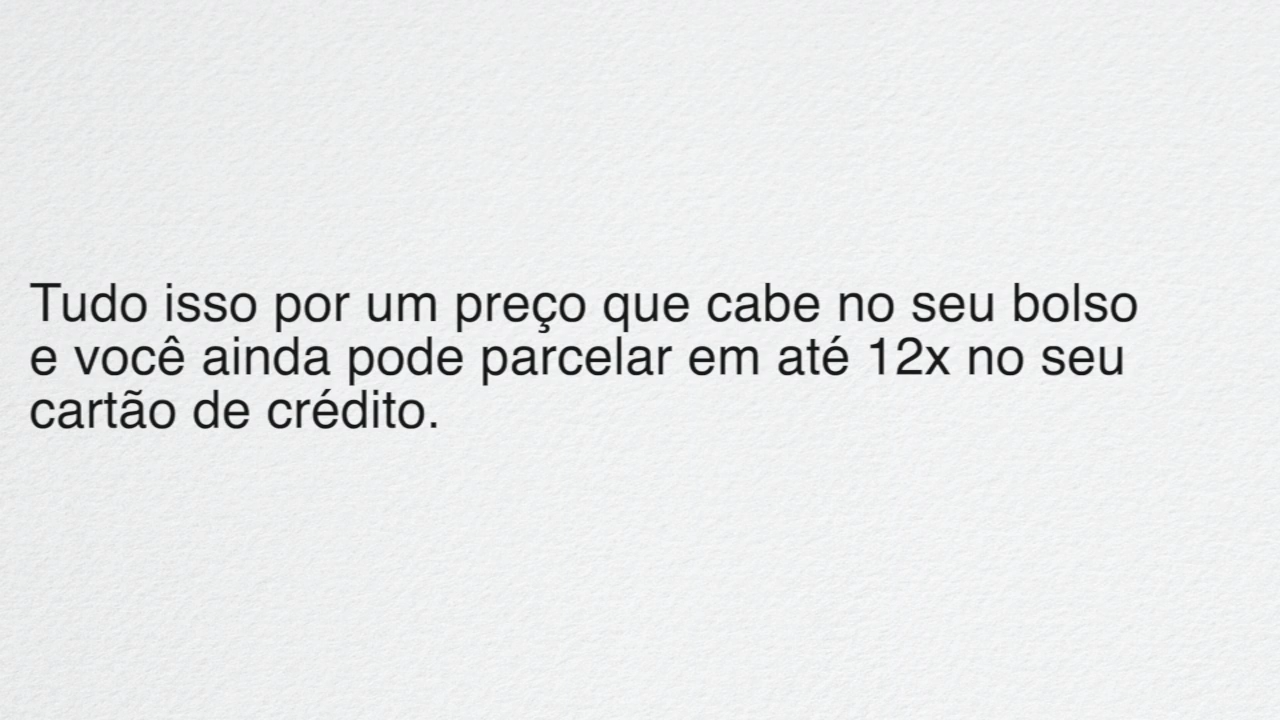 Tudo isso por um preço que cabe no seu bolso
e você ainda pode parcelar em até 12x no seu
cartão de crédito.